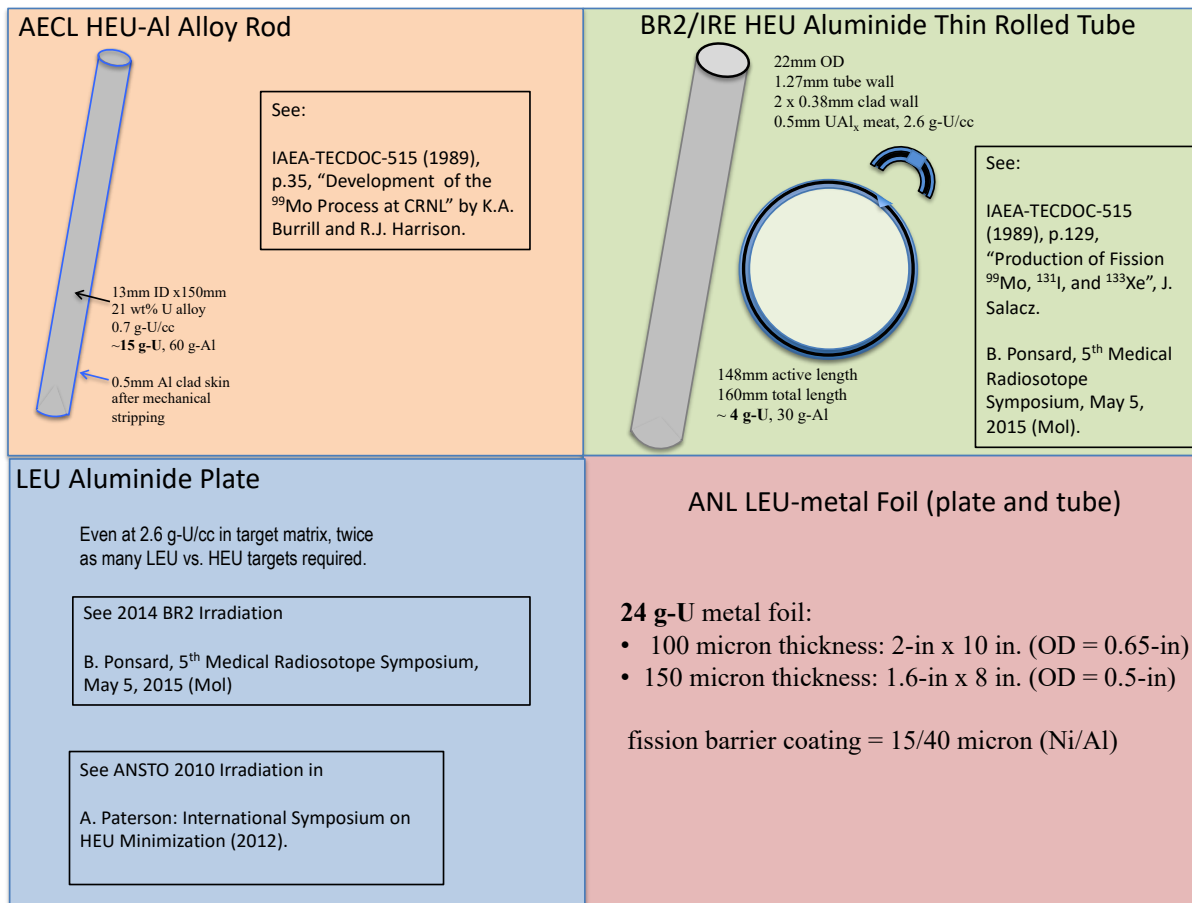 AECL HEU-Al Alloy Rod
See:
IAEA-TECDOC-515 (1989),
p.35, “Development of the
⁹⁹Mo Process at CRNL” by K.A.
Burrill and R.J. Harrison.
13mm ID x150mm
21 wt% U alloy
0.7 g-U/cc
~15 g-U, 60 g-Al
0.5mm Al clad skin
after mechanical
stripping
BR2/IRE HEU Aluminide Thin Rolled Tube
22mm OD
1.27mm tube wall
2 x 0.38mm clad wall
0.5mm UAlₓ meat, 2.6 g-U/cc
See:
IAEA-TECDOC-515
(1989), p.129,
“Production of Fission
⁹⁹Mo, ¹³¹I, and ¹³³Xe”, J.
Salacz.
B. Ponsard, 5ᵗʰ Medical
Radiosotope
Symposium, May 5,
2015 (Mol).
148mm active length
160mm total length
~ 4 g-U, 30 g-Al
LEU Aluminide Plate
Even at 2.6 g-U/cc in target matrix, twice
as many LEU vs. HEU targets required.
See 2014 BR2 Irradiation
B. Ponsard, 5ᵗʰ Medical Radiosotope Symposium,
May 5, 2015 (Mol)
See ANSTO 2010 Irradiation in
A. Paterson: International Symposium on
HEU Minimization (2012).
ANL LEU-metal Foil (plate and tube)
24 g-U metal foil:
• 100 micron thickness: 2-in x 10 in. (OD = 0.65-in)
• 150 micron thickness: 1.6-in x 8 in. (OD = 0.5-in)
fission barrier coating = 15/40 micron (Ni/Al)